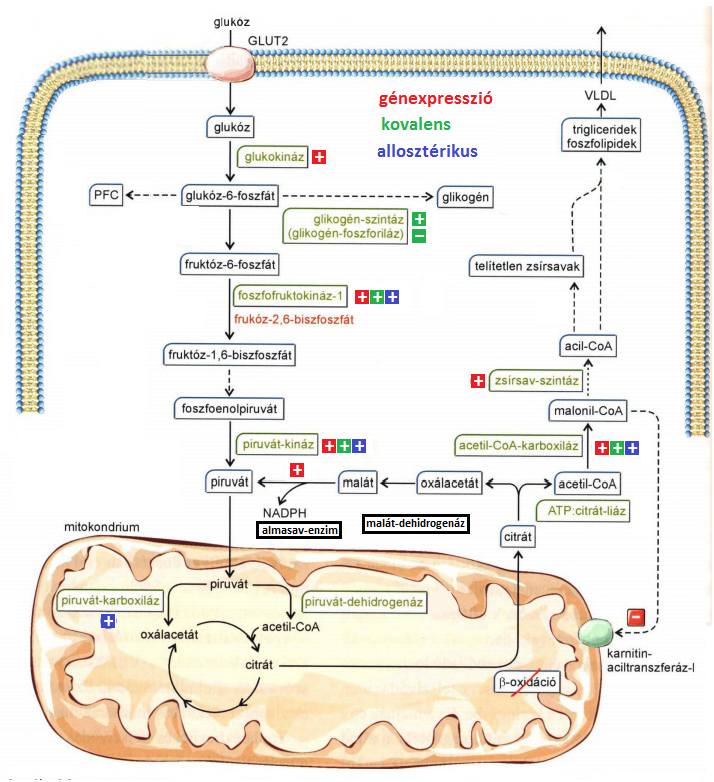 glukóz
GLUT2
génexpresszió
kovalens
allosztérikus
VLDL
trigliceridek
foszfolipidek
glukóz
glukokináz +
PFC
glukóz-6-foszfát
glikogén
glikogén-szintáz +
(glikogén-foszforiláz) −
fruktóz-6-foszfát
telítetlen zsírsavak
foszfofruktokináz-1 + + +
frukóz-2,6-biszfoszfát
fruktóz-1,6-biszfoszfát
acil-CoA
+ zsírsav-szintáz
foszfoenolpiruvát
malonil-CoA
piruvát-kináz + + +
acetil-CoA-karboxiláz + + +
+
piruvát
malát
oxálacetát
acetil-CoA
NADPH
ATP:citrát-liáz
almasav-enzim
malát-dehidrogenáz
mitokondrium
citrát
piruvát
piruvát-karboxiláz
piruvát-dehidrogenáz
+
−
oxálacetát
acetil-CoA
citrát
karnitin-
aciltranszferáz-I
β-oxidáció